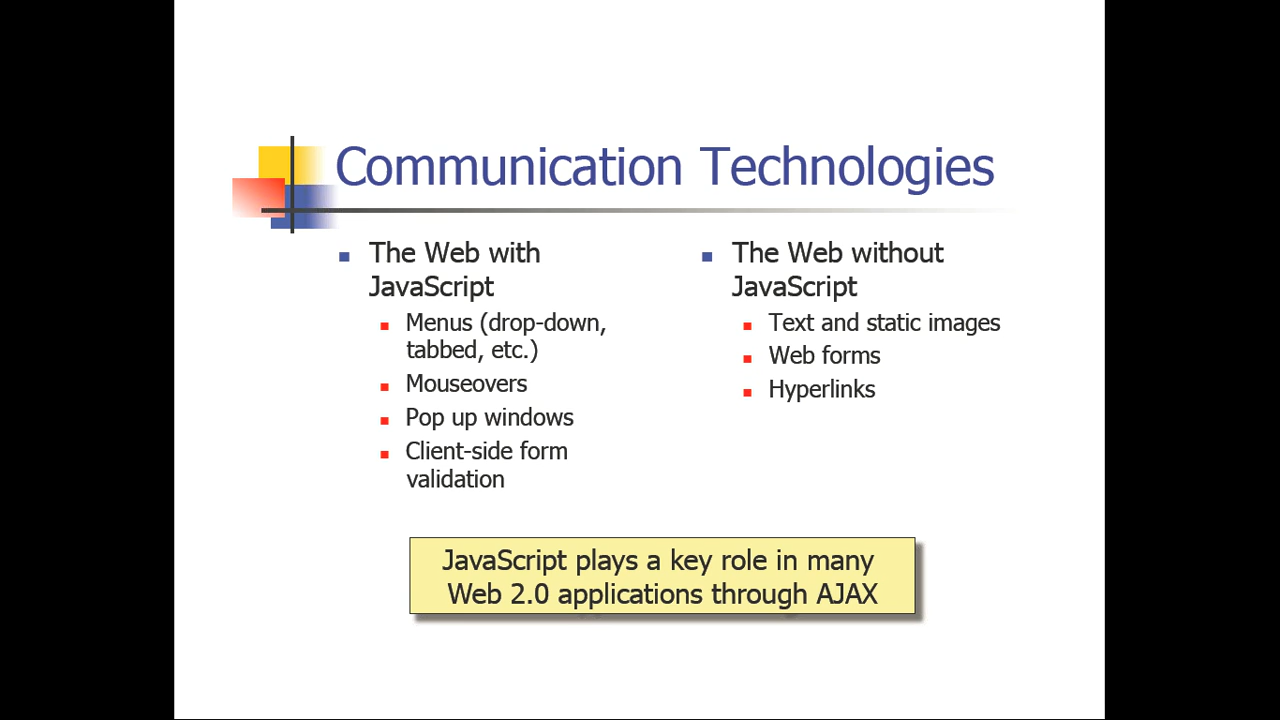 Communication Technologies
The Web with
JavaScript
Menus (drop-down,
tabbed, etc.)
Mouseovers
Pop up windows
Client-side form
validation
The Web without
JavaScript
Text and static images
Web forms
Hyperlinks
JavaScript plays a key role in many
Web 2.0 applications through AJAX